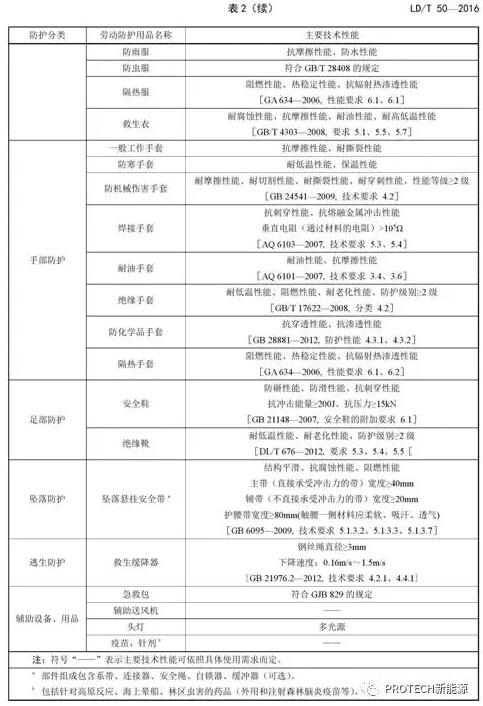 表 2（续）
LD/T 50—2016
防护分类 劳动防护用品名称 主要技术性能
防雨服 抗摩擦性能、防水性能
防虫服 符合GB/T 28408 的规定
隔热服 阻燃性能、热稳定性能、抗辐射热渗透性能
[GA 634—2006, 性能要求 6.1、6.1]
救生衣 耐腐蚀性能、抗摩擦性能、耐油性能、耐高低温性能
[GB/T 4303—2008, 要求 5.1、5.5、5.7]
手部防护
一般工作手套 抗摩擦性能、耐撕裂性能
防寒手套 耐低温性能、保温性能
防机械伤害手套 耐摩擦性能、耐切割性能、耐撕裂性能、耐穿刺性能，性能等级≥2 级
[GB 24541—2009, 技术要求 4.2]
焊接手套 抗刺穿性能、抗熔融金属冲击性能
垂直电阻（通过材料的电阻）>10⁵Ω
[AQ 6103—2007, 技术要求 5.3、5.4]
耐油手套 耐油性能、抗摩擦性能
[AQ 6101—2007, 技术要求 3.4、3.6]
绝缘手套 耐低温性能、阻燃性能、耐老化性能、防护级别≥2 级
[GB/T 17622—2008, 分类 4.2]
防化学品手套 抗穿透性能、抗渗透性能
[GB 28881—2012, 防护性能 4.3.1、4.3.2]
隔热手套 阻燃性能、热稳定性能、抗辐射热渗透性能
[GA 634—2006, 性能要求 6.1、6.2]
足部防护
安全鞋 防砸性能、防滑性能、抗刺穿性能
抗冲击能量≥200J、抗压力≥15kN
[GB 21148—2007, 安全鞋的附加要求 6.1]
绝缘靴 耐低温性能、耐老化性能、防护级别≥2 级
[DL/T 676—2012, 要求 5.3、5.4、5.5 [
坠落防护 坠落悬挂安全带 ᵃ
结构平滑、抗腐蚀性能、阻燃性能
主带（直接承受冲击力的带）宽度≥40mm
辅带（不直接承受冲击力的带）宽度≥20mm
护腰带宽度≥80mm(触腰一侧材料应柔软、吸汗、透气)
[GB 6095—2009, 技术要求 5.1.3.2、5.1.3.3、5.1.3.7]
逃生防护 救生缓降器
钢丝绳直径≥3mm
下降速度：0.16m/s～1.5m/s
[GB 21976.2—2012, 技术要求 4.2.1、4.4.1]
辅助设备、用品
急救包 符合 GJB 829 的规定
辅助送风机 ——
头灯 多光源
疫苗、针剂 ᵇ ——
注：符号“——”表示主要技术性能可依照具体使用需求而定。
ᵃ 部件组成包含系带、连接器、安全绳、自锁器、缓冲器（可选）。
ᵇ 包括针对高原反应、海上晕船、林区虫害的药品（外用和注射森林脑炎疫苗等）。
PROTECH新能源